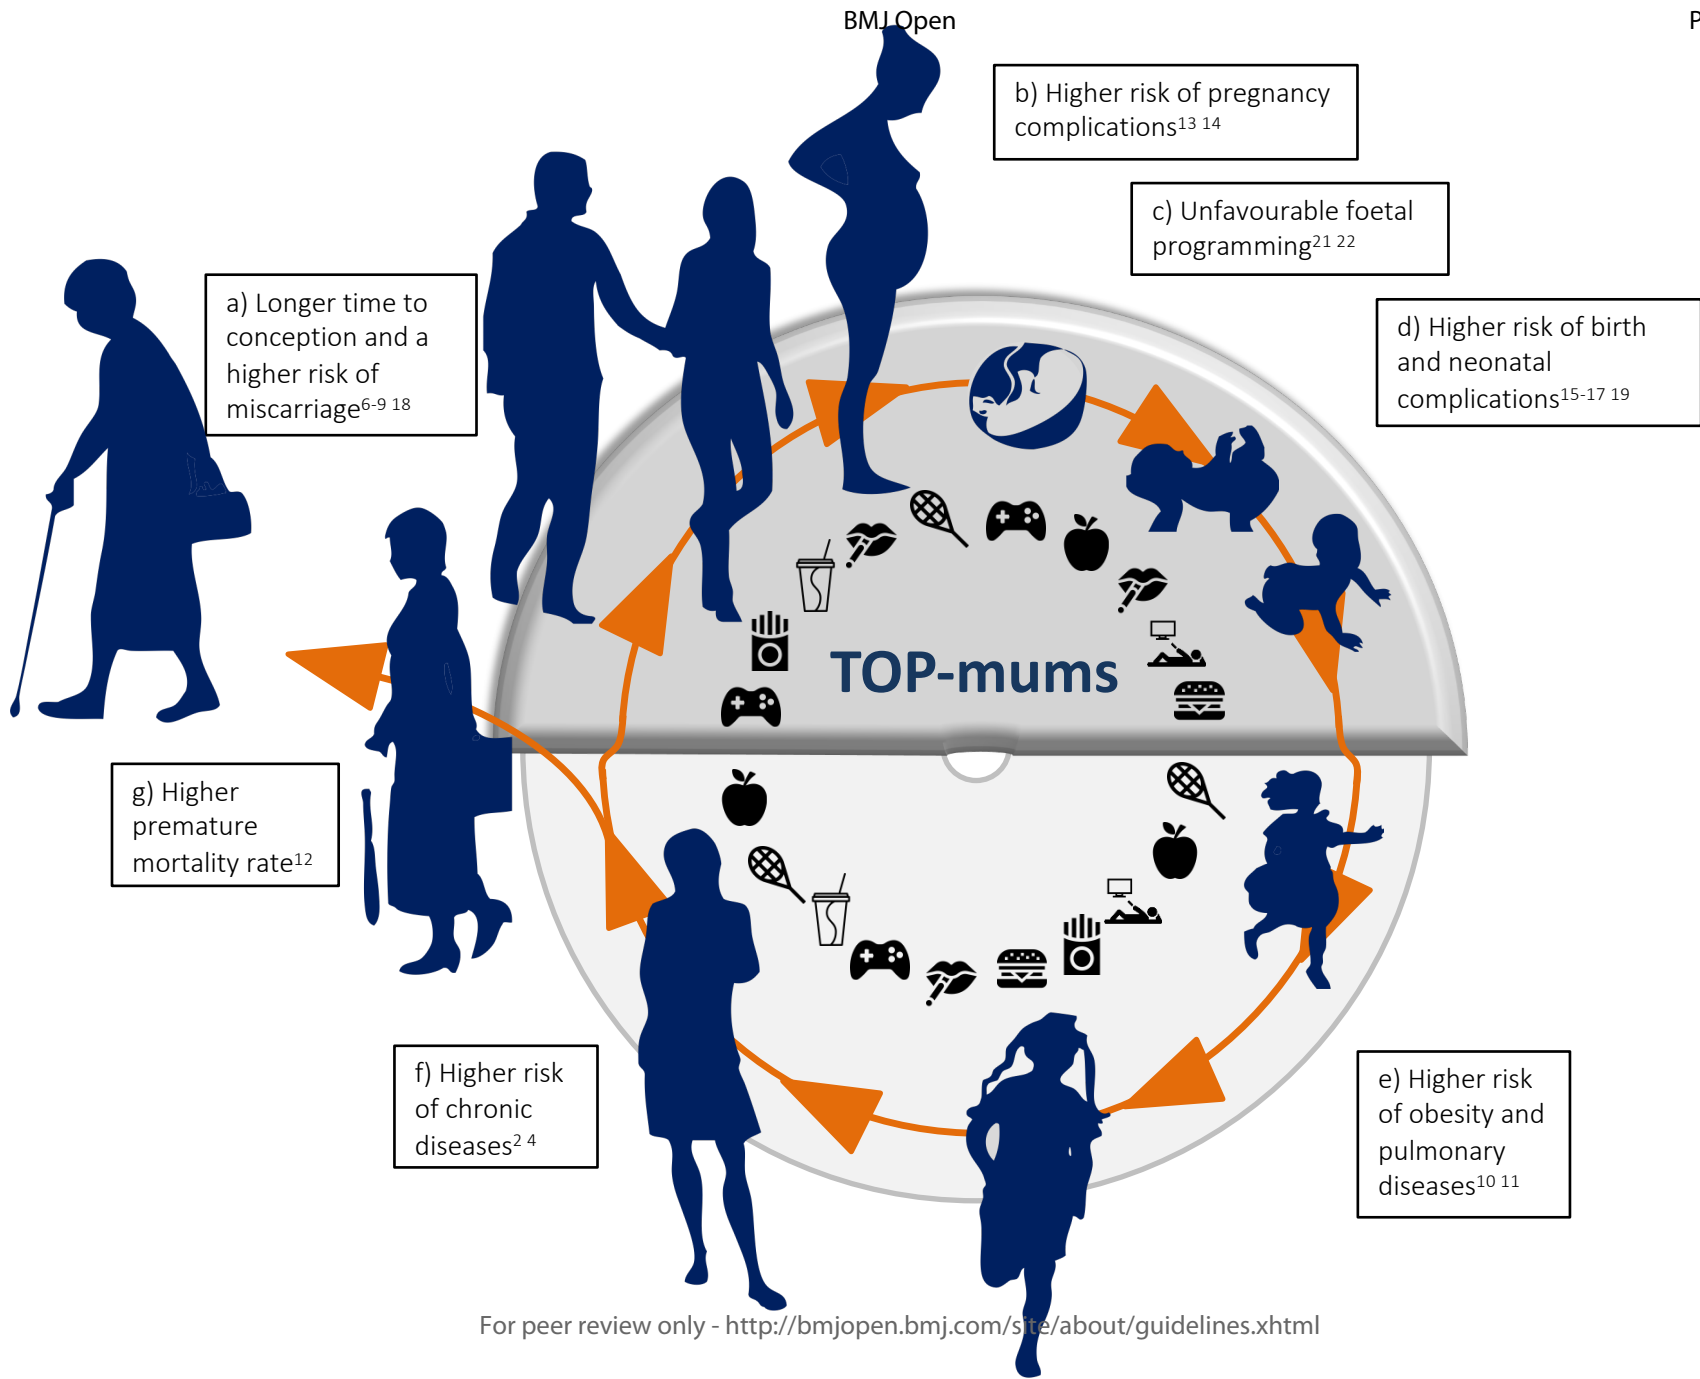 BMJ Open
P
b) Higher risk of pregnancy
complications13 14
c) Unfavourable foetal
programming21 22
a) Longer time to
conception and a
higher risk of
miscarriage6-9 18
d) Higher risk of birth
and neonatal
complications15-17 19
TOP-mums
g) Higher
premature
mortality rate12
f) Higher risk
of chronic
diseases2 4
e) Higher risk
of obesity and
pulmonary
diseases10 11
For peer review only - http://bmjopen.bmj.com/site/about/guidelines.xhtml